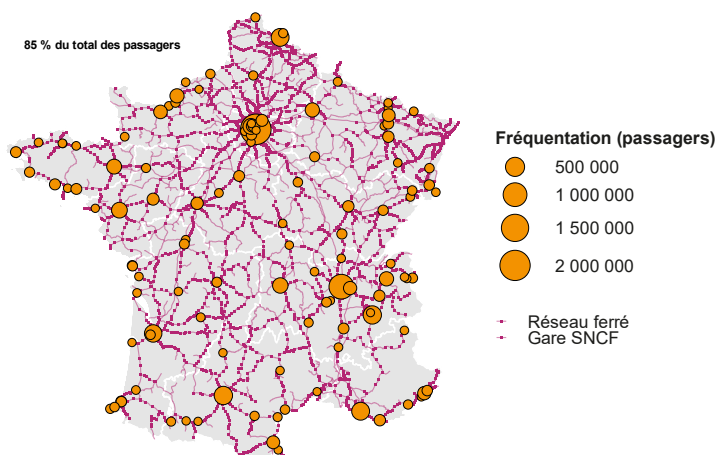 85 % du total des passagers
Fréquentation (passagers)
500 000
1 000 000
1 500 000
2 000 000
Réseau ferré
Gare SNCF